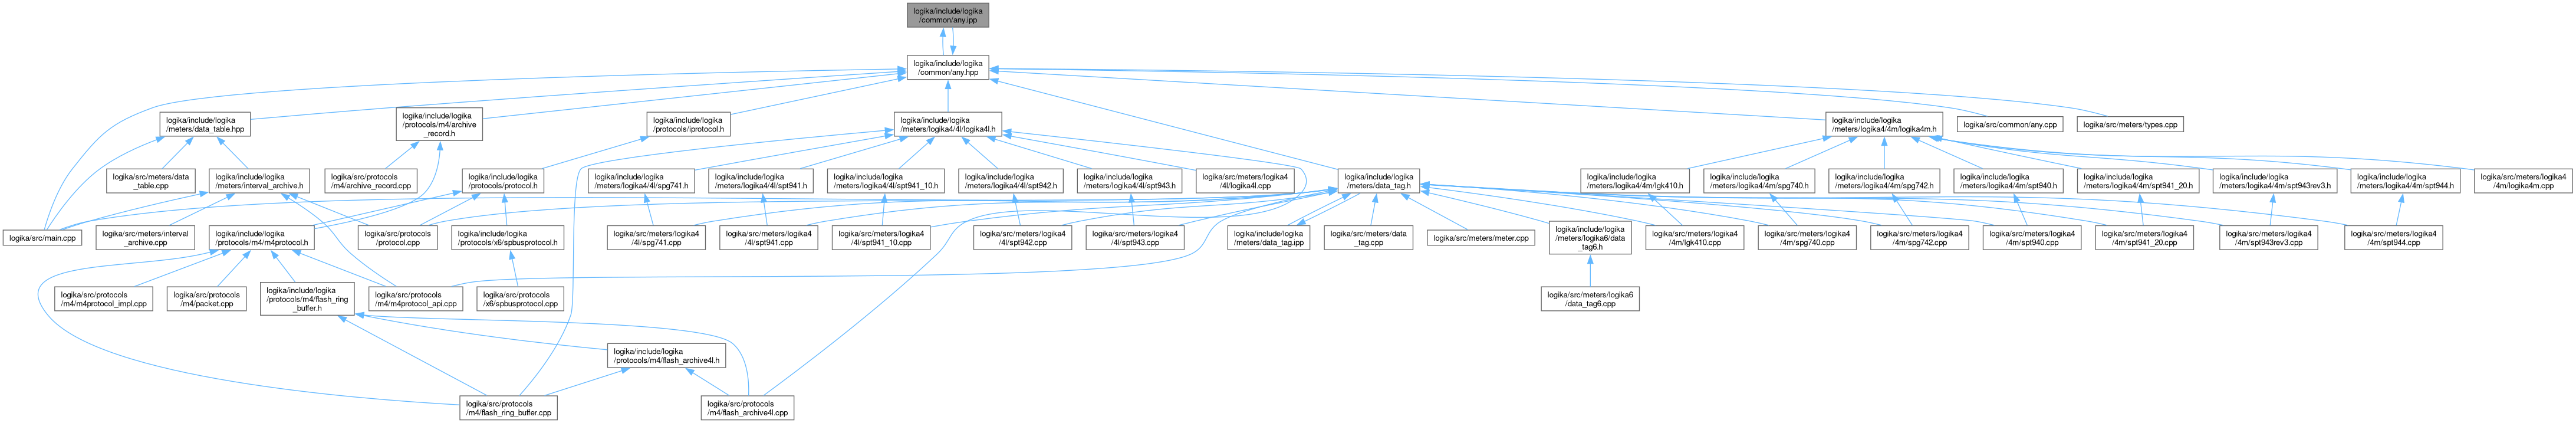 logika/include/logika
/common/any.ipp
logika/include/logika
/common/any.hpp
logika/include/logika
/meters/data_table.hpp
logika/include/logika
/protocols/m4/archive
_record.h
logika/include/logika
/protocols/iprotocol.h
logika/include/logika
/meters/logika4/4l/logika4l.h
logika/include/logika
/meters/logika4/4m/logika4m.h
logika/src/common/any.cpp
logika/src/meters/types.cpp
logika/src/meters/data
_table.cpp
logika/include/logika
/meters/interval_archive.h
logika/src/protocols
/m4/archive_record.cpp
logika/include/logika
/protocols/protocol.h
logika/include/logika
/meters/logika4/4l/spg741.h
logika/include/logika
/meters/logika4/4l/spt941.h
logika/include/logika
/meters/logika4/4l/spt941_10.h
logika/include/logika
/meters/logika4/4l/spt942.h
logika/include/logika
/meters/logika4/4l/spt943.h
logika/src/meters/logika4
/4l/logika4l.cpp
logika/include/logika
/meters/data_tag.h
logika/include/logika
/meters/logika4/4m/lgk410.h
logika/include/logika
/meters/logika4/4m/spg740.h
logika/include/logika
/meters/logika4/4m/spg742.h
logika/include/logika
/meters/logika4/4m/spt940.h
logika/include/logika
/meters/logika4/4m/spt941_20.h
logika/include/logika
/meters/logika4/4m/spt943rev3.h
logika/include/logika
/meters/logika4/4m/spt944.h
logika/src/meters/logika4
/4m/logika4m.cpp
logika/src/main.cpp
logika/src/meters/interval
_archive.cpp
logika/include/logika
/protocols/m4/m4protocol.h
logika/src/protocols
/protocol.cpp
logika/include/logika
/protocols/x6/spbusprotocol.h
logika/src/meters/logika4
/4l/spg741.cpp
logika/src/meters/logika4
/4l/spt941.cpp
logika/src/meters/logika4
/4l/spt941_10.cpp
logika/src/meters/logika4
/4l/spt942.cpp
logika/src/meters/logika4
/4l/spt943.cpp
logika/include/logika
/meters/data_tag.ipp
logika/src/meters/data
_tag.cpp
logika/src/meters/meter.cpp
logika/include/logika
/meters/logika6/data
_tag6.h
logika/src/meters/logika4
/4m/lgk410.cpp
logika/src/meters/logika4
/4m/spg740.cpp
logika/src/meters/logika4
/4m/spg742.cpp
logika/src/meters/logika4
/4m/spt940.cpp
logika/src/meters/logika4
/4m/spt941_20.cpp
logika/src/meters/logika4
/4m/spt943rev3.cpp
logika/src/meters/logika4
/4m/spt944.cpp
logika/src/protocols
/m4/m4protocol_impl.cpp
logika/src/protocols
/m4/packet.cpp
logika/include/logika
/protocols/m4/flash_ring
_buffer.h
logika/src/protocols
/m4/m4protocol_api.cpp
logika/src/protocols
/x6/spbusprotocol.cpp
logika/src/meters/logika6
/data_tag6.cpp
logika/include/logika
/protocols/m4/flash_archive4l.h
logika/src/protocols
/m4/flash_ring_buffer.cpp
logika/src/protocols
/m4/flash_archive4l.cpp